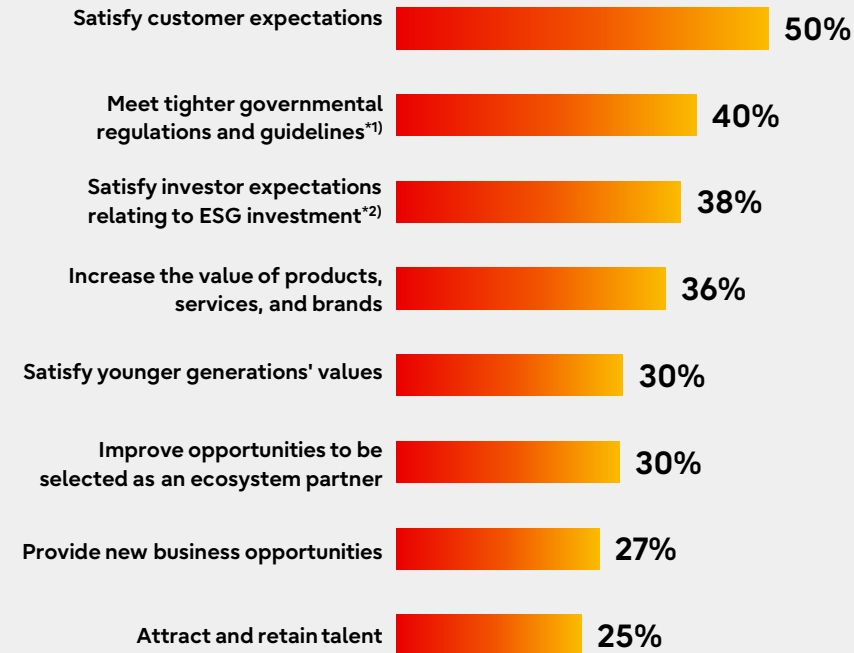 Satisfy customer expectations
50%
Meet tighter governmental
regulations and guidelines*1)
40%
Satisfy investor expectations
relating to ESG investment*2)
38%
Increase the value of products,
services, and brands
36%
Satisfy younger generations' values
30%
Improve opportunities to be
selected as an ecosystem partner
30%
Provide new business opportunities
27%
Attract and retain talent
25%